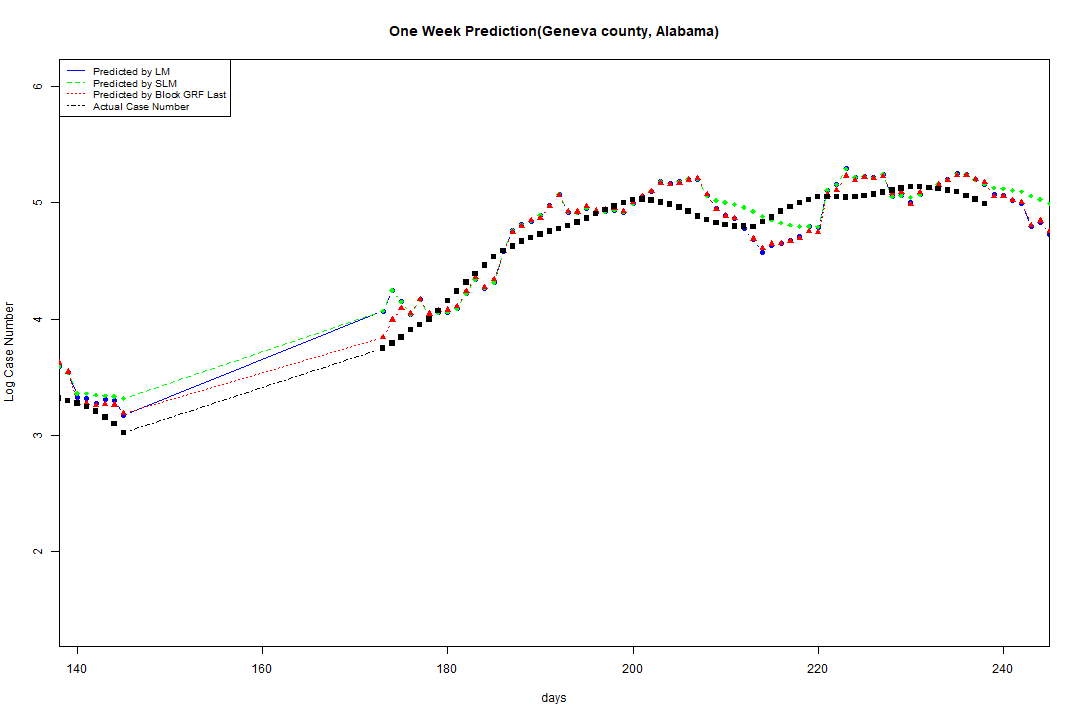 One Week Prediction(Geneva county, Alabama)
Predicted by LM
Predicted by SLM
Predicted by Block GRF Last
Actual Case Number
6
5
4
3
2
Log Case Number
140 160 180 200 220 240
days